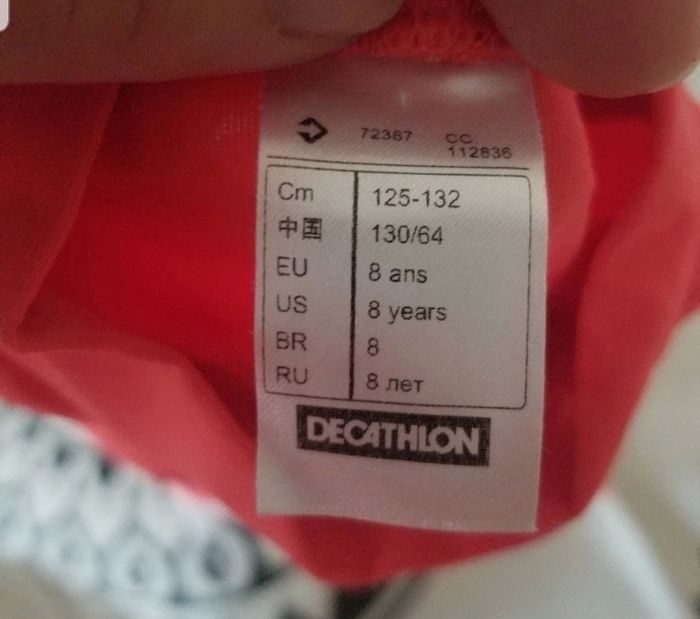 72387 CC.
112836
Cm 125-132
中国 130/64
EU 8 ans
US 8 years
BR 8
RU 8 лет
DECATHLON